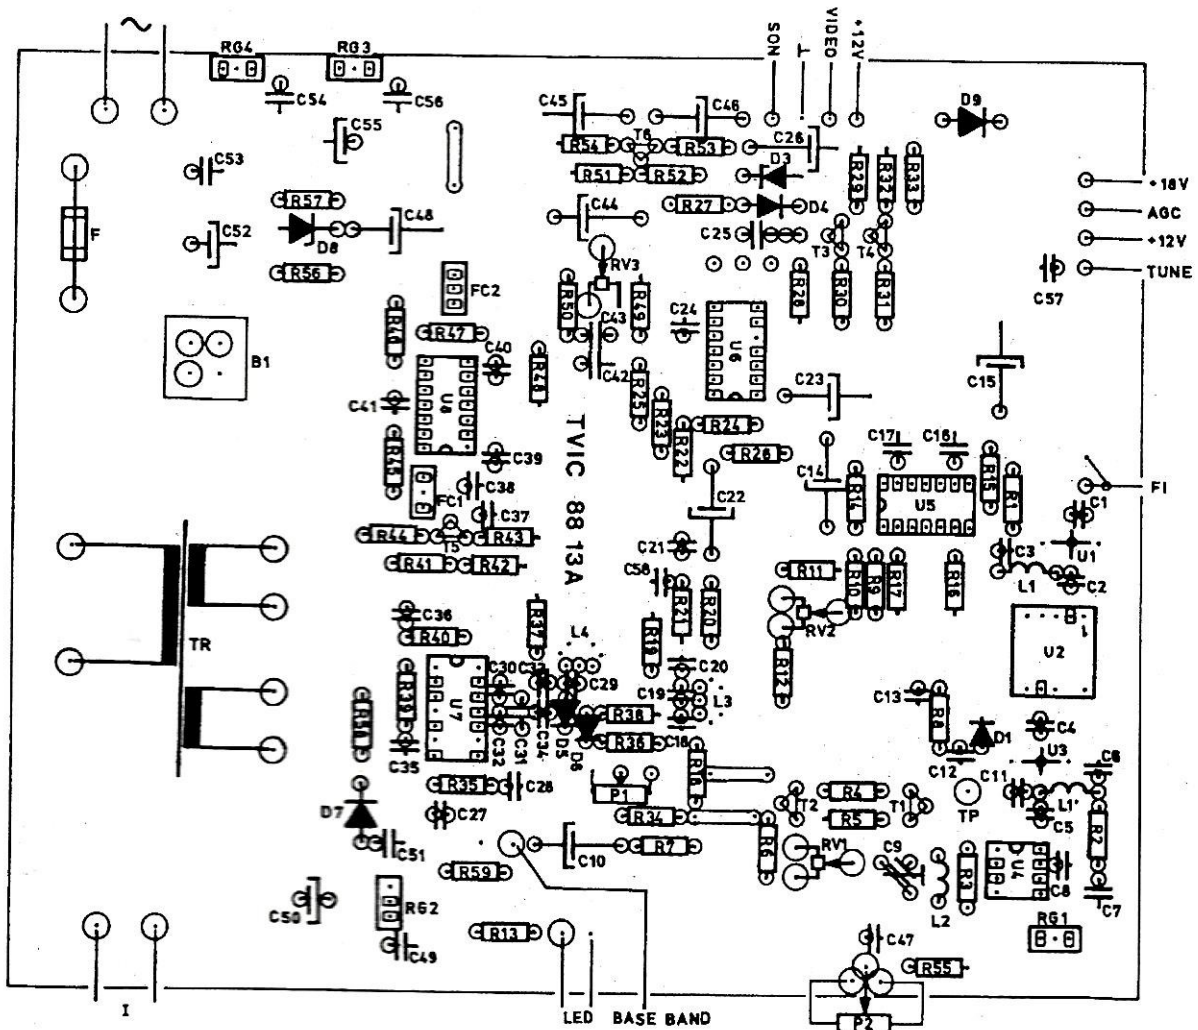 ~
RG4 RG3
SON T VIDEO +12V
C54 C56 C45 C46 D9
C55 R54 T6 R53 C26
C53 D3 R29 R32 R33
R51 R52
+18V
R57 C44 R27 D4
AGC
F C52 C48
D8 C25 T3 T4
+12V
RV3
R56 TUNE
FC2 R50 R49 R28 R30 R31 C57
C43 C24
R46 R47
B1 C40 U6
U8 R48 C42 C15
C41 R25 C23
R23
TVIC 88 13A
R24
C17 C16
R45 C39 R22 R26
FC1 C38 C14 R14 R15 R1
C22 U5 FI
C37 C1
R44 T5 R43 C21 C3 U1
R41 R42 C58 R11 L1 C2
R10 R9 R17 R16
C36 R37 R21 R20 RV2
R40 L4 R19 U2
TR R12
C30 C33 C29 C20
R39 U7 C19 L3 C13
R38 R8 C4
C35 C32 C31 C34 D5 D6 R36 D1 U3
C12 C6
R35 C28 P1 R18 T2 R4 T1 TP C11 L1'
D7 C27 R34 R5 C5 R2
C51 C10 R7 R6 RV1 C9 U4
R59 R3 C8
C50 RG2 L2 C7
RG1
R13 C47
C49 R55
I LED BASE BAND P2